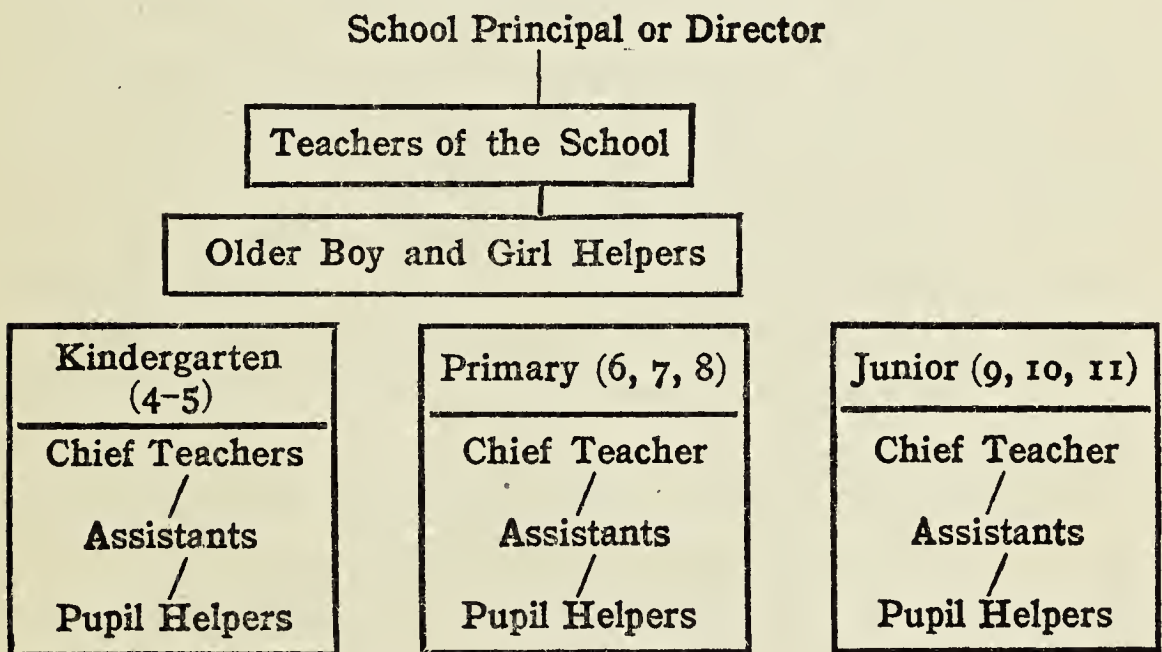 School Principal or Director
Teachers of the School
Older Boy and Girl Helpers
Kindergarten
(4-5)
Chief Teachers
Assistants
Pupil Helpers
Primary (6, 7, 8)
Chief Teacher
Assistants
Pupil Helpers
Junior (9, 10, 11)
Chief Teacher
Assistants
Pupil Helpers